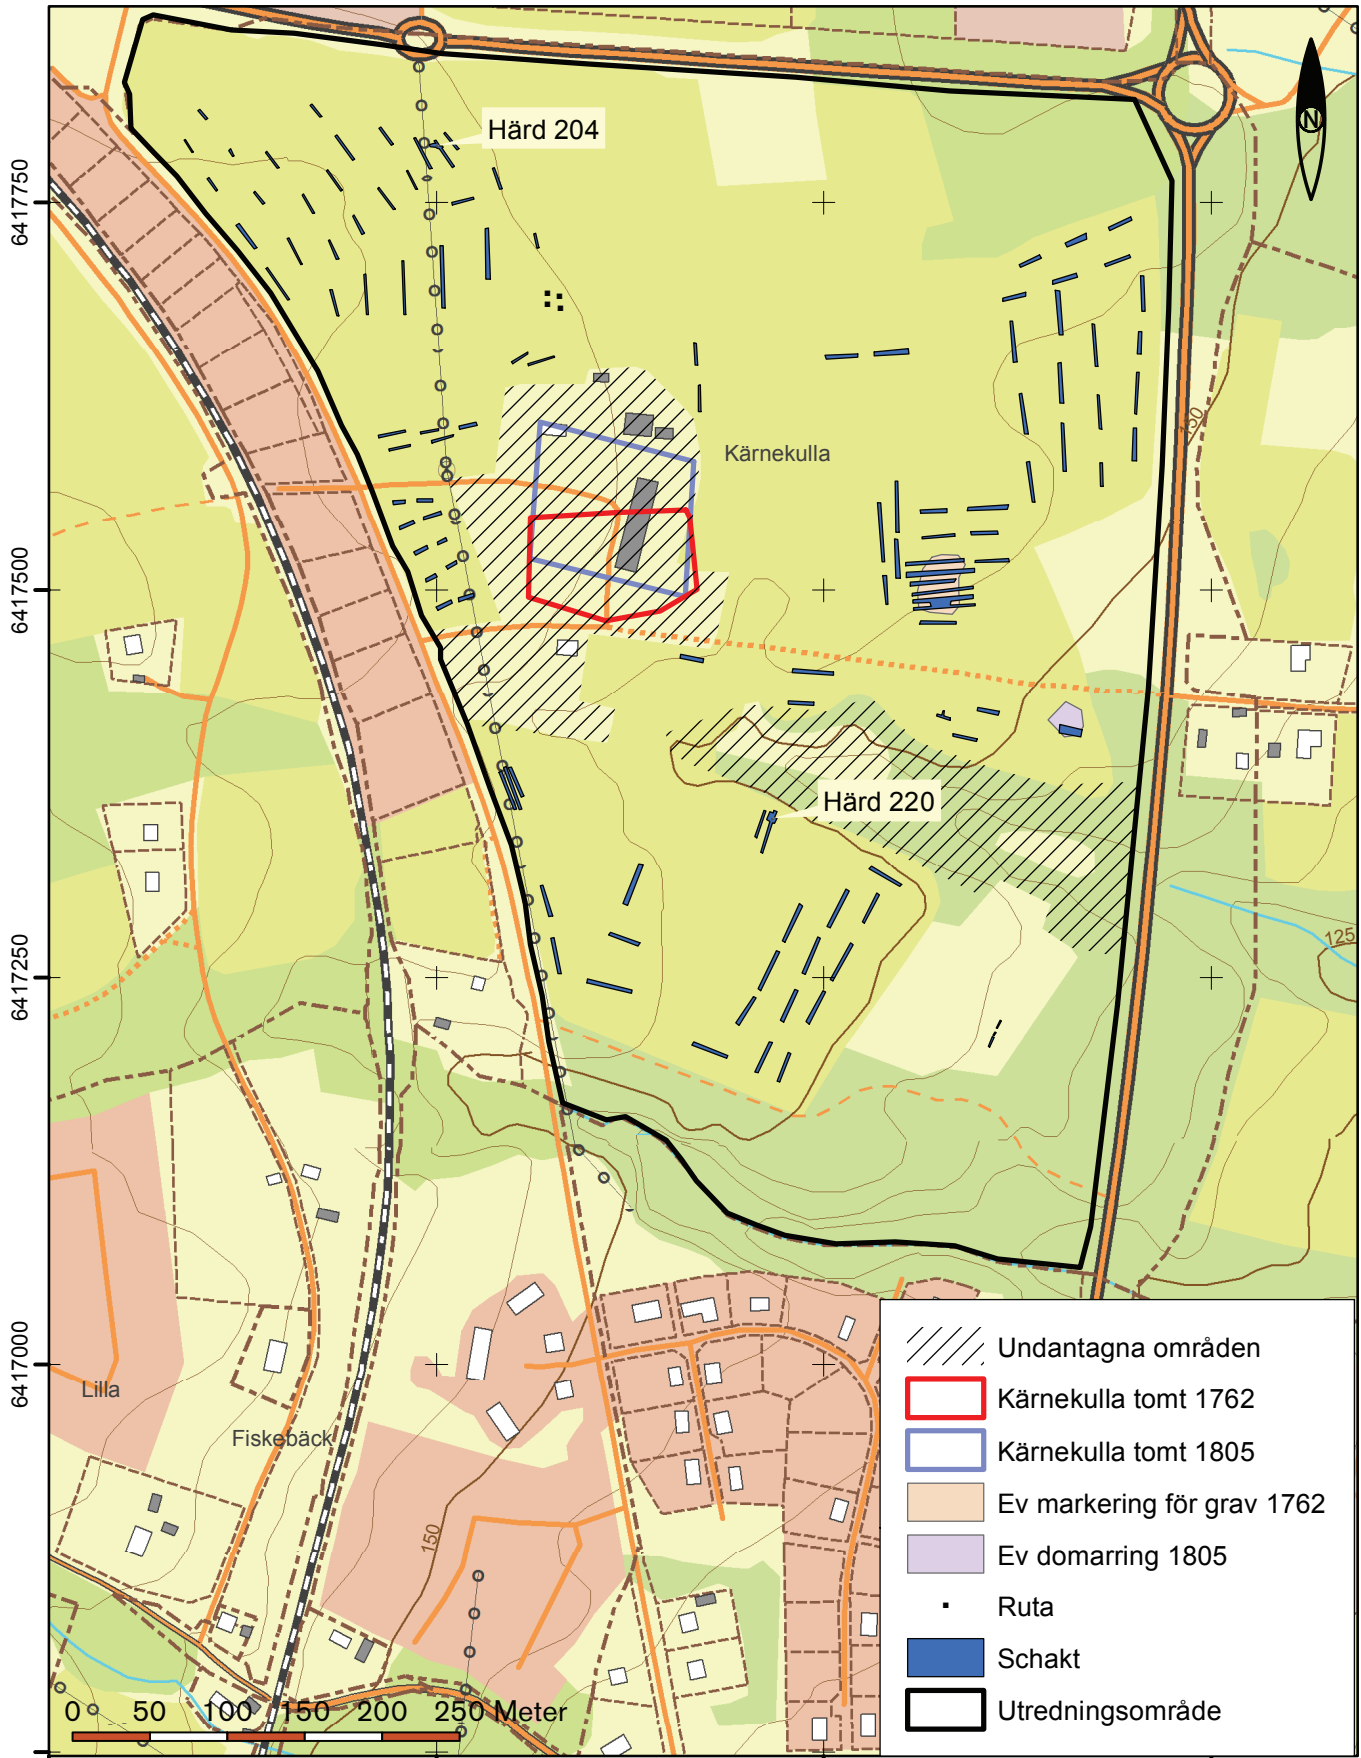 N
Härd 204
6417750
Kärnekulla
130
6417500
Härd 220
125
6417250
6417000
Lilla
Fiskebäck
150
Undantagna områden
Kärnekulla tomt 1762
Kärnekulla tomt 1805
Ev markering för grav 1762
Ev domarring 1805
Ruta
Schakt
Utredningsområde
0 50 100 150 200 250 Meter